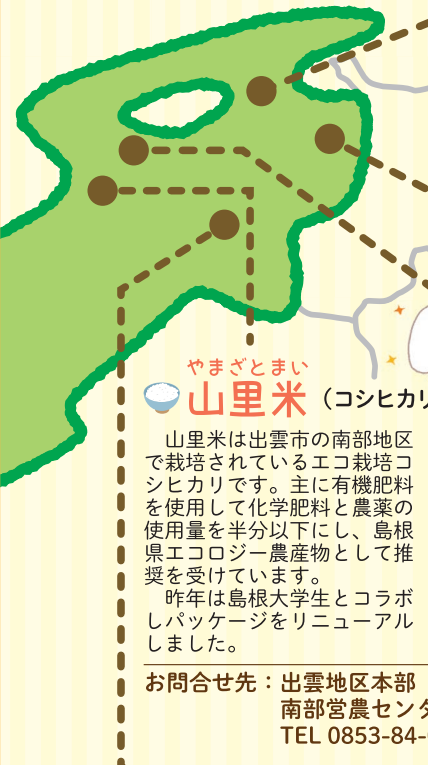 やまざとまい
山里米（コシヒカリ
　山里米は出雲市の南部地区
で栽培されているエコ栽培コ
シヒカリです。主に有機肥料
を使用して化学肥料と農薬の
使用量を半分以下にし、島根
県エコロジー農産物として推
奨を受けています。
　昨年は島根大学生とコラボ
しパッケージをリニューアル
しました。
お問合せ先：出雲地区本部
南部営農センタ
TEL 0853-84-